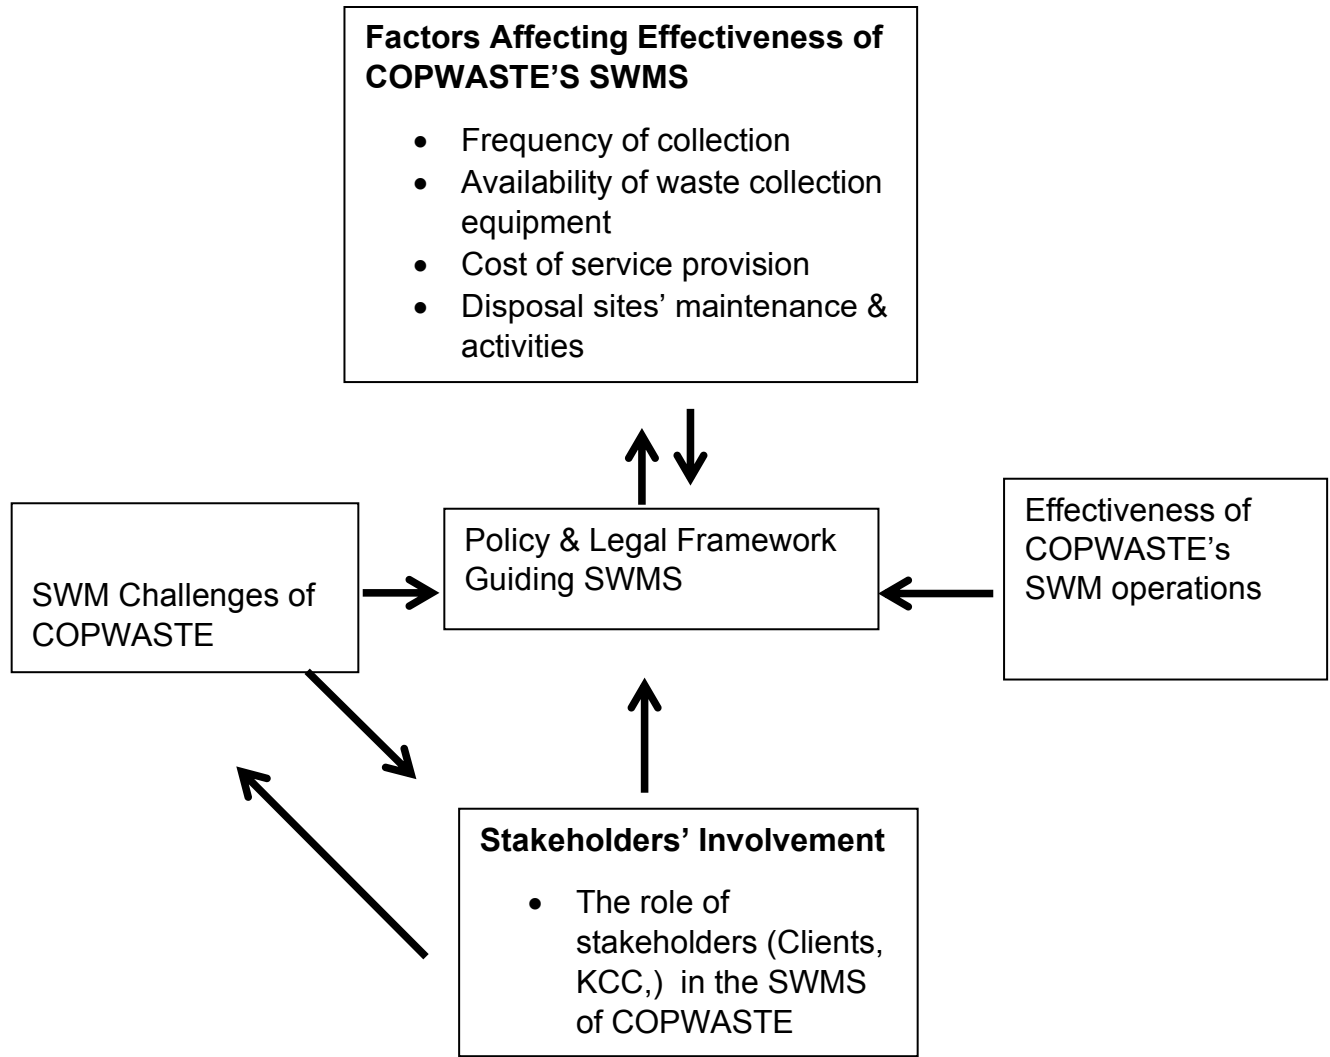 Factors Affecting Effectiveness of
COPWASTE’S SWMS
• Frequency of collection
• Availability of waste collection
equipment
• Cost of service provision
• Disposal sites’ maintenance &
activities
SWM Challenges of
COPWASTE
Policy & Legal Framework
Guiding SWMS
Effectiveness of
COPWASTE’s
SWM operations
Stakeholders’ Involvement
• The role of
stakeholders (Clients,
KCC,)  in the SWMS
of COPWASTE